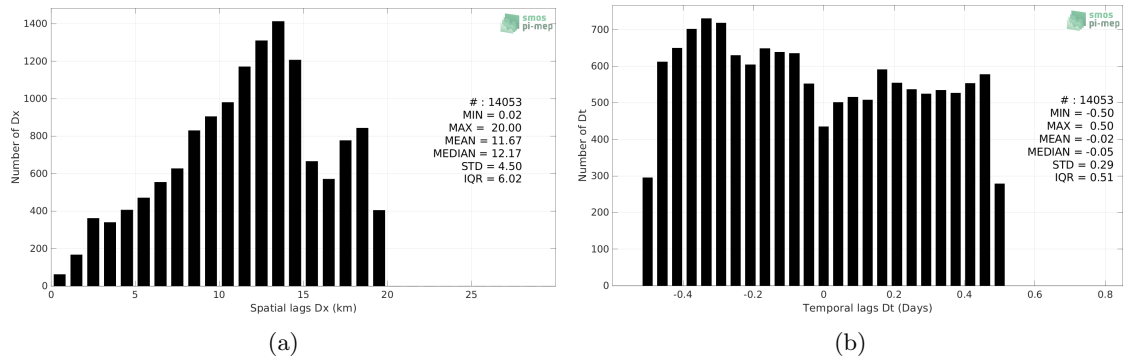 1400
1200
1000
800
600
400
200
0
Number of Dx
0 5 10 15 20 25
Spatial lags Dx (km)
smos
pi-mep
# : 14053
MIN = 0.02
MAX = 20.00
MEAN = 11.67
MEDIAN = 12.17
STD = 4.50
IQR = 6.02
(a)
700
600
500
400
300
200
100
0
Number of Dt
-0.4 -0.2 0 0.2 0.4 0.6 0.8
Temporal lags Dt (Days)
smos
pi-mep
# : 14053
MIN = -0.50
MAX = 0.50
MEAN = -0.02
MEDIAN = -0.05
STD = 0.29
IQR = 0.51
(b)